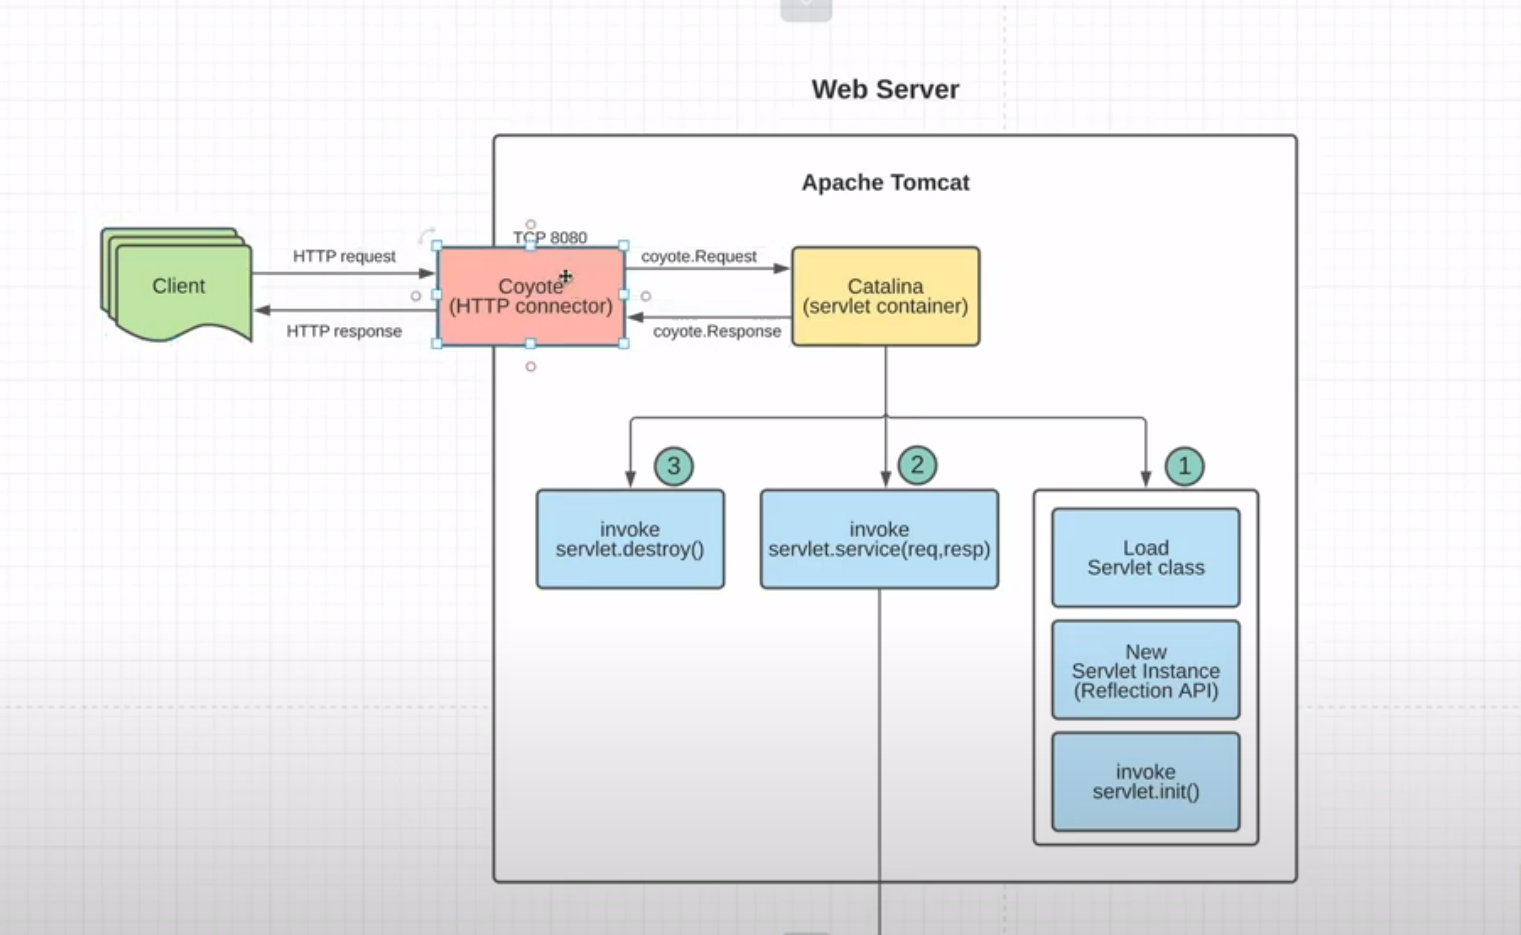 Web Server
Apache Tomcat
TCP 8080
HTTP request
coyote.Request
Client
Coyote
(HTTP connector)
Catalina
(servlet container)
HTTP response
coyote.Response
3
2
1
invoke
servlet.destroy()
invoke
servlet.service(req,resp)
Load
Servlet class
New
Servlet Instance
(Reflection API)
invoke
servlet.init()